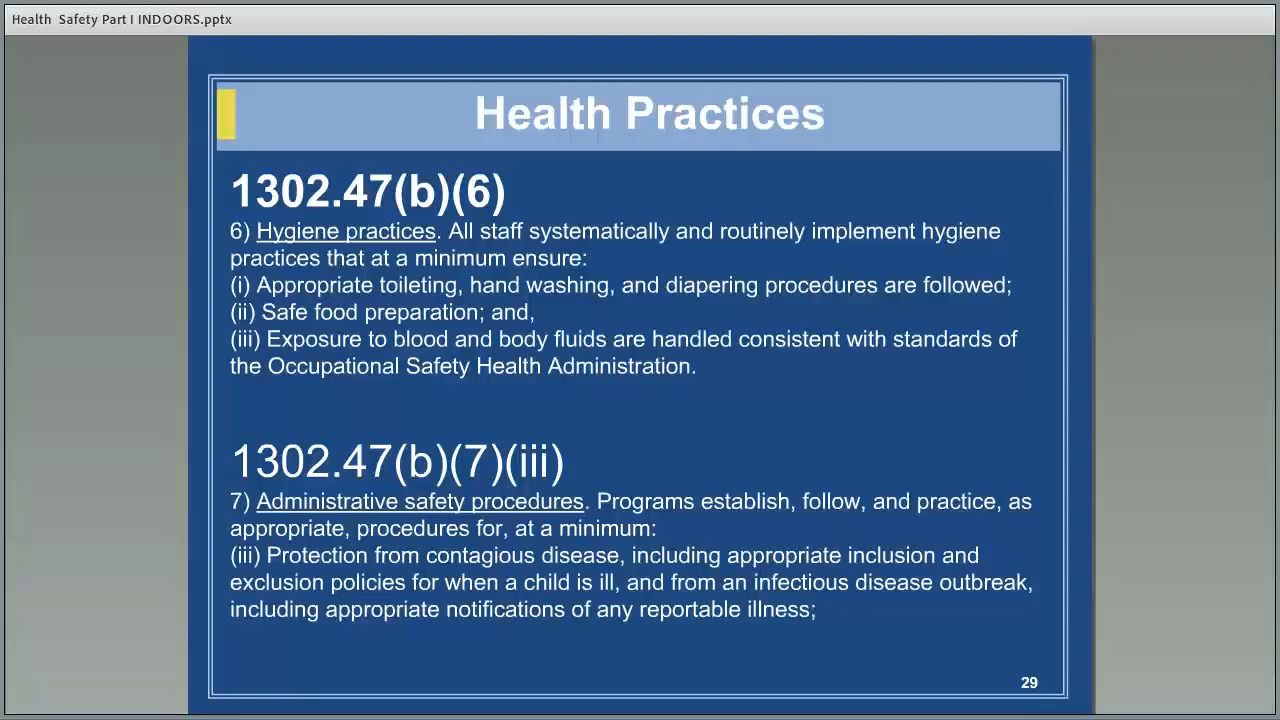 Health  Safety Part I INDOORS.pptx
Health Practices
1302.47(b)(6)
6) Hygiene practices. All staff systematically and routinely implement hygiene
practices that at a minimum ensure:
(i) Appropriate toileting, hand washing, and diapering procedures are followed;
(ii) Safe food preparation; and,
(iii) Exposure to blood and body fluids are handled consistent with standards of
the Occupational Safety Health Administration.
1302.47(b)(7)(iii)
7) Administrative safety procedures. Programs establish, follow, and practice, as
appropriate, procedures for, at a minimum:
(iii) Protection from contagious disease, including appropriate inclusion and
exclusion policies for when a child is ill, and from an infectious disease outbreak,
including appropriate notifications of any reportable illness;
29